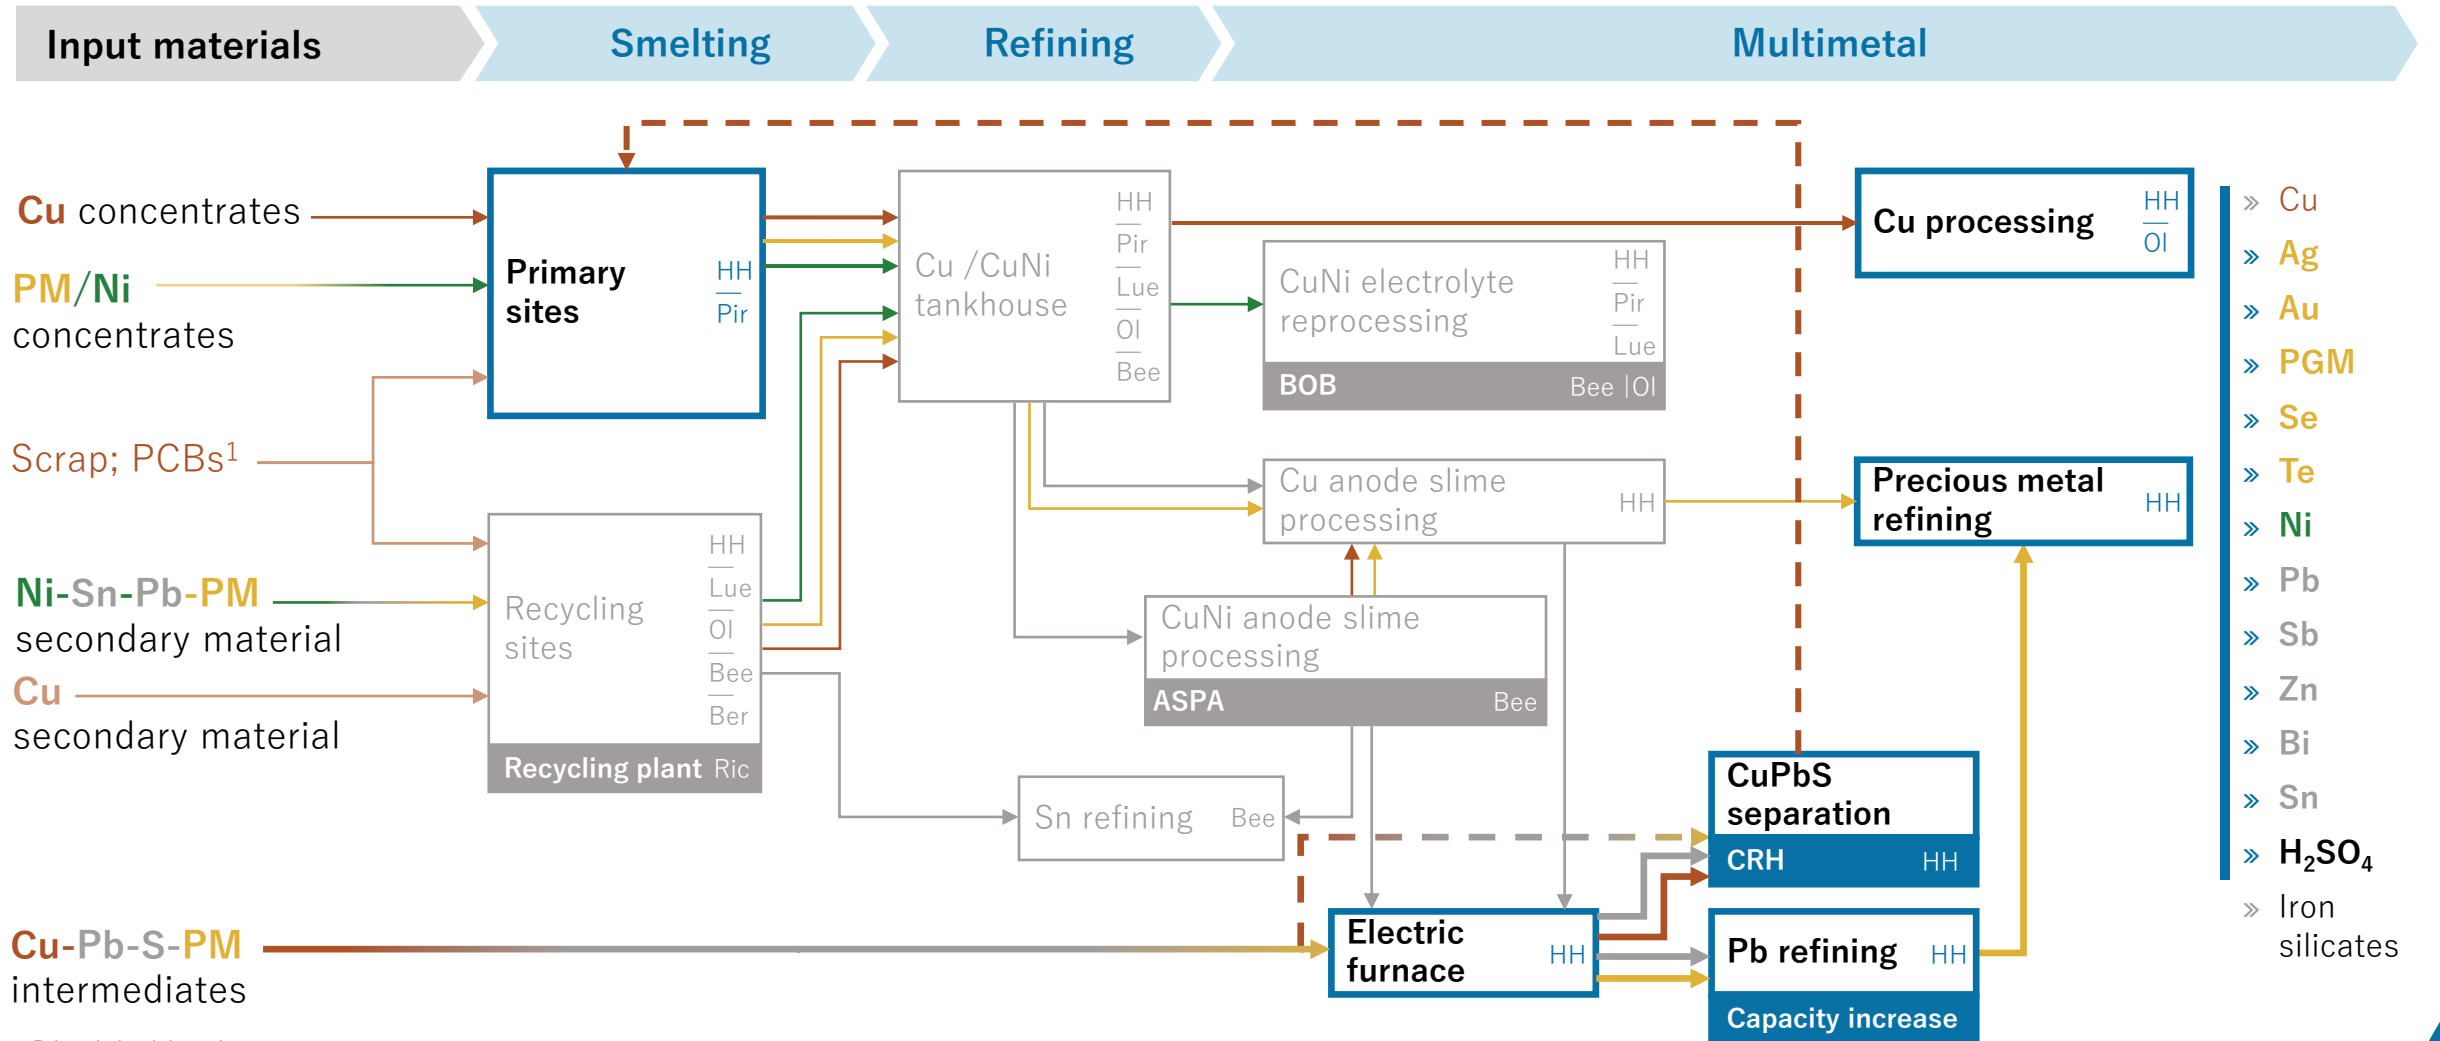 Input materials
Smelting
Refining
Multimetal
Cu concentrates
PM/Ni
concentrates
Scrap; PCBs¹
Ni-Sn-Pb-PM
secondary material
Cu
secondary material
Cu-Pb-S-PM
intermediates
Primary
sites
HH
Pir
Recycling
sites
HH
Lue
Ol
Bee
Ber
Recycling plant Ric
Cu /CuNi
tankhouse
HH
Pir
Lue
Ol
Bee
CuNi electrolyte
reprocessing
HH
Pir
Lue
BOB
Bee |Ol
Cu anode slime
processing
HH
CuNi anode slime
processing
ASPA
Bee
Sn refining
Bee
Electric
furnace
HH
CuPbS
separation
CRH
HH
Pb refining
HH
Capacity increase
Cu processing
HH
Ol
Precious metal
refining
HH
» Cu
» Ag
» Au
» PGM
» Se
» Te
» Ni
» Pb
» Sb
» Zn
» Bi
» Sn
» H₂SO₄
» Iron
silicates